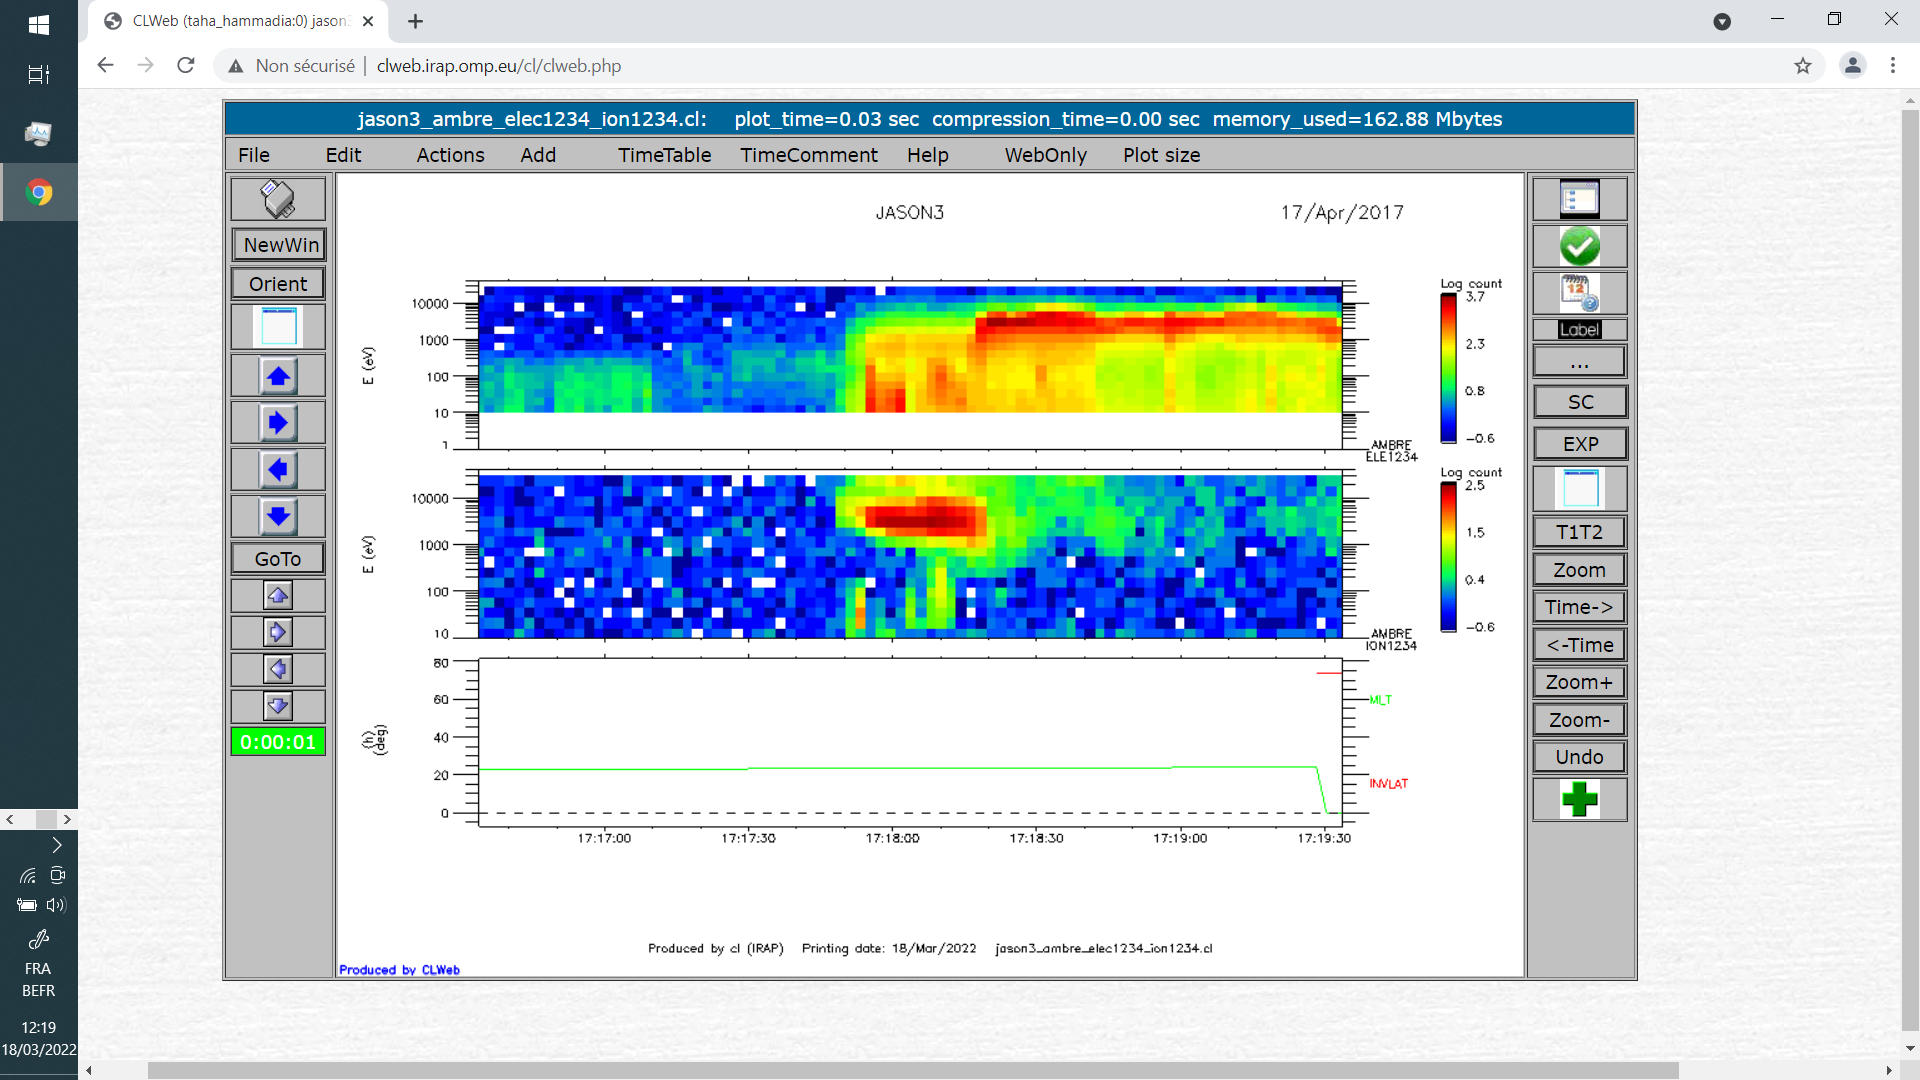 CLWeb (taha_hammadia:0) jason3
Non sécurisé | clweb.irap.omp.eu/cl/clweb.php
jason3_ambre_elec1234_ion1234.cl: plot_time=0.03 sec compression_time=0.00 sec memory_used=162.88 Mbytes
File Edit Actions Add TimeTable TimeComment Help WebOnly Plot size
NewWin
Orient
GoTo
0:00:01
JASON3 17/Apr/2017
Log count
3.7
2.3
0.8
-0.6
10000
1000
100
10
1
E (eV)
AMBRE
ELE1234
Log count
2.5
1.5
0.4
-0.6
10000
1000
100
10
E (eV)
AMBRE
ION1234
80
60
40
20
0
(h)
(deg)
MLT
INVLAT
17:17:00 17:17:30 17:18:00 17:18:30 17:19:00 17:19:30
Produced by cl (IRAP) Printing date: 18/Mar/2022 jason3_ambre_elec1234_ion1234.cl
Produced by CLWeb
12
Label
...
SC
EXP
T1T2
Zoom
Time->
<-Time
Zoom+
Zoom-
Undo
FRA
BEFR
12:19
18/03/2022